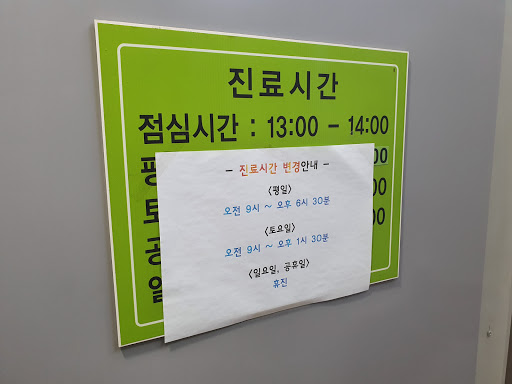 진료시간
점심시간 : 13:00 - 14:00
- 진료시간 변경안내 -
<평일>
오전 9시 ~ 오후 6시 30분
<토요일>
오전 9시 ~ 오후 1시 30분
<일요일, 공휴일>
휴진